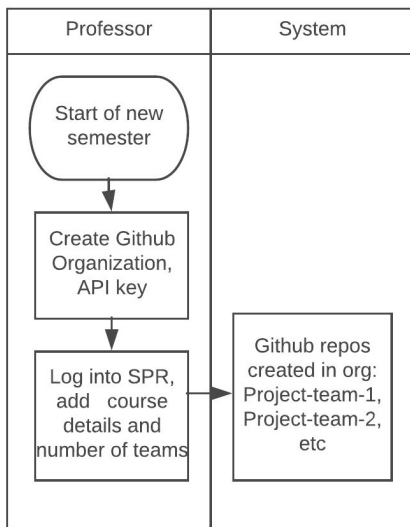 Professor
System
Start of new
semester
Create Github
Organization,
API key
Log into SPR,
add course
details and
number of teams
Github repos
created in org:
Project-team-1,
Project-team-2,
etc